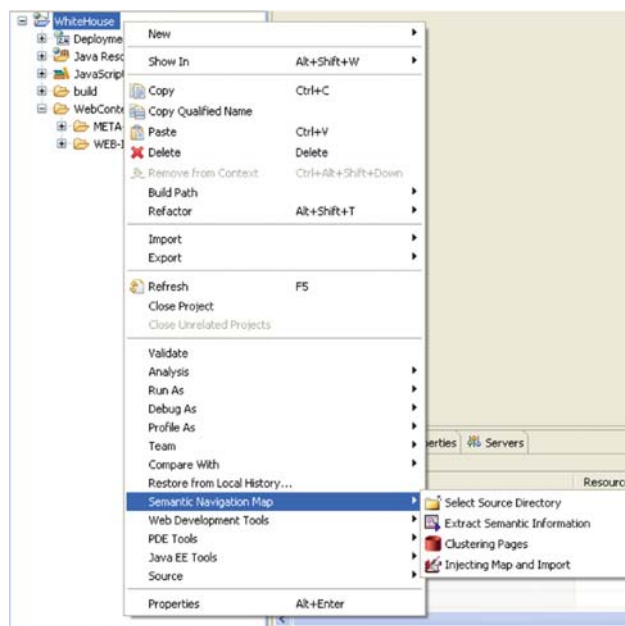 WhiteHouse
Deployme
Java Reso
JavaScript
build
WebConte
META-
WEB-I
New
Show In Alt+Shift+W
Copy Ctrl+C
Copy Qualified Name
Paste Ctrl+V
Delete Delete
Remove from Context Ctrl+Alt+Shift+Down
Build Path
Refactor Alt+Shift+T
Import
Export
Refresh F5
Close Project
Close Unrelated Projects
Validate
Analysis
Run As
Debug As
Profile As
Team
Compare With
Restore from Local History...
Semantic Navigation Map
Web Development Tools
PDE Tools
Java EE Tools
Source
Properties Alt+Enter
erties Servers
Resourc
Select Source Directory
Extract Semantic Information
Clustering Pages
Injecting Map and Import